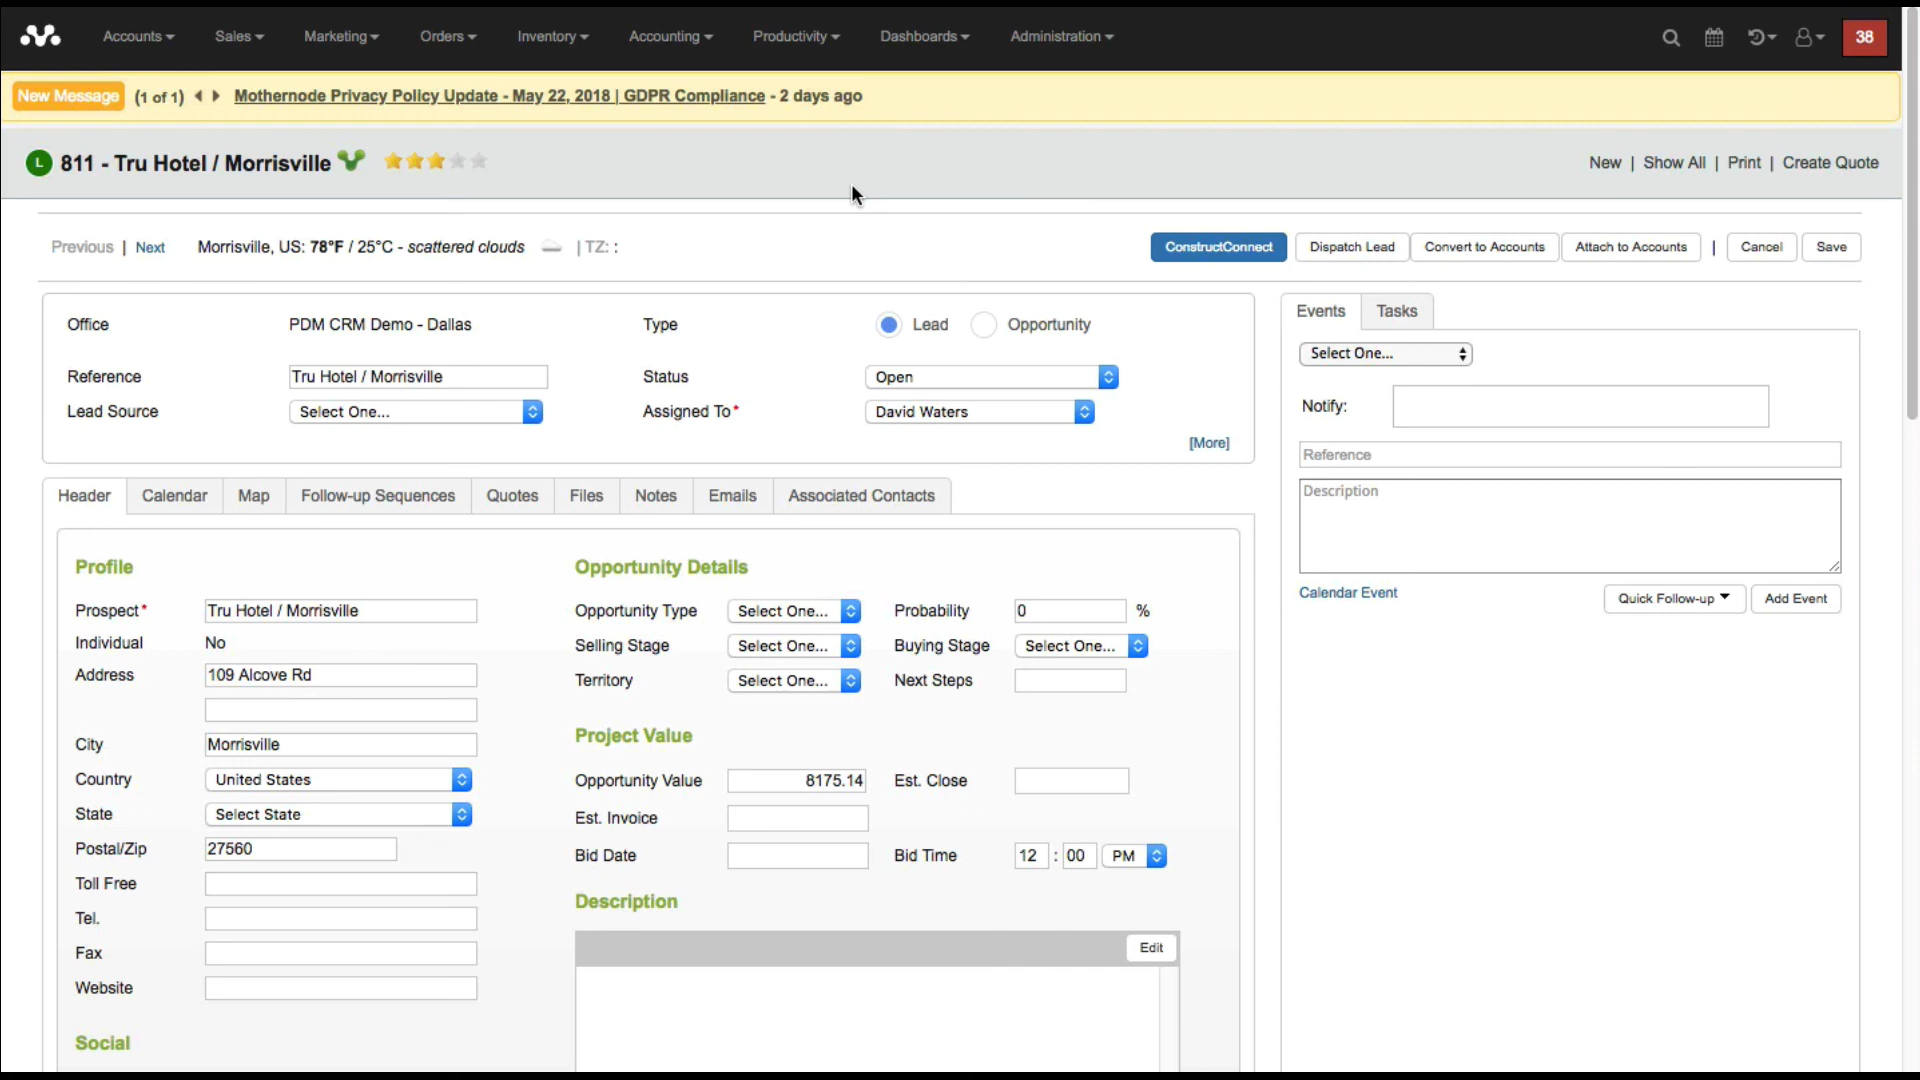 Accounts Sales Marketing Orders Inventory Accounting Productivity Dashboards Administration 38
New Message (1 of 1) Mothernode Privacy Policy Update - May 22, 2018 | GDPR Compliance - 2 days ago
L 811 - Tru Hotel / Morrisville New | Show All | Print | Create Quote
Previous | Next Morrisville, US: 78°F / 25°C - scattered clouds | TZ: : ConstructConnect Dispatch Lead Convert to Accounts Attach to Accounts | Cancel Save
Office PDM CRM Demo - Dallas Type Lead Opportunity
Reference Tru Hotel / Morrisville Status Open
Lead Source Select One... Assigned To* David Waters
[More]
Header Calendar Map Follow-up Sequences Quotes Files Notes Emails Associated Contacts
Profile
Prospect* Tru Hotel / Morrisville
Individual No
Address 109 Alcove Rd
City Morrisville
Country United States
State Select State
Postal/Zip 27560
Toll Free
Tel.
Fax
Website
Social
Opportunity Details
Opportunity Type Select One... Probability 0 %
Selling Stage Select One... Buying Stage Select One...
Territory Select One... Next Steps
Project Value
Opportunity Value 8175.14 Est. Close
Est. Invoice
Bid Date Bid Time 12 : 00 PM
Description
Edit
Events Tasks
Select One...
Notify:
Reference
Description
Calendar Event Quick Follow-up Add Event